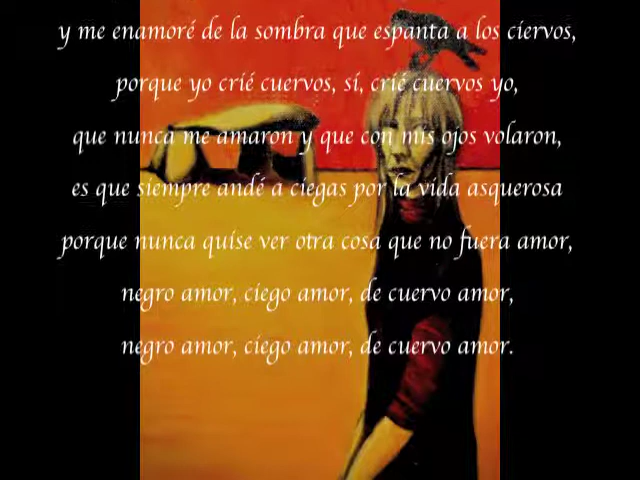 y me enamoré de la sombra que espanta a los ciervos,
porque yo crié cuervos, sí, crié cuervos yo,
que nunca me amaron y que con mis ojos volaron,
es que siempre andé a ciegas por la vida asquerosa
porque nunca quise ver otra cosa que no fuera amor,
negro amor, ciego amor, de cuervo amor,
negro amor, ciego amor, de cuervo amor.